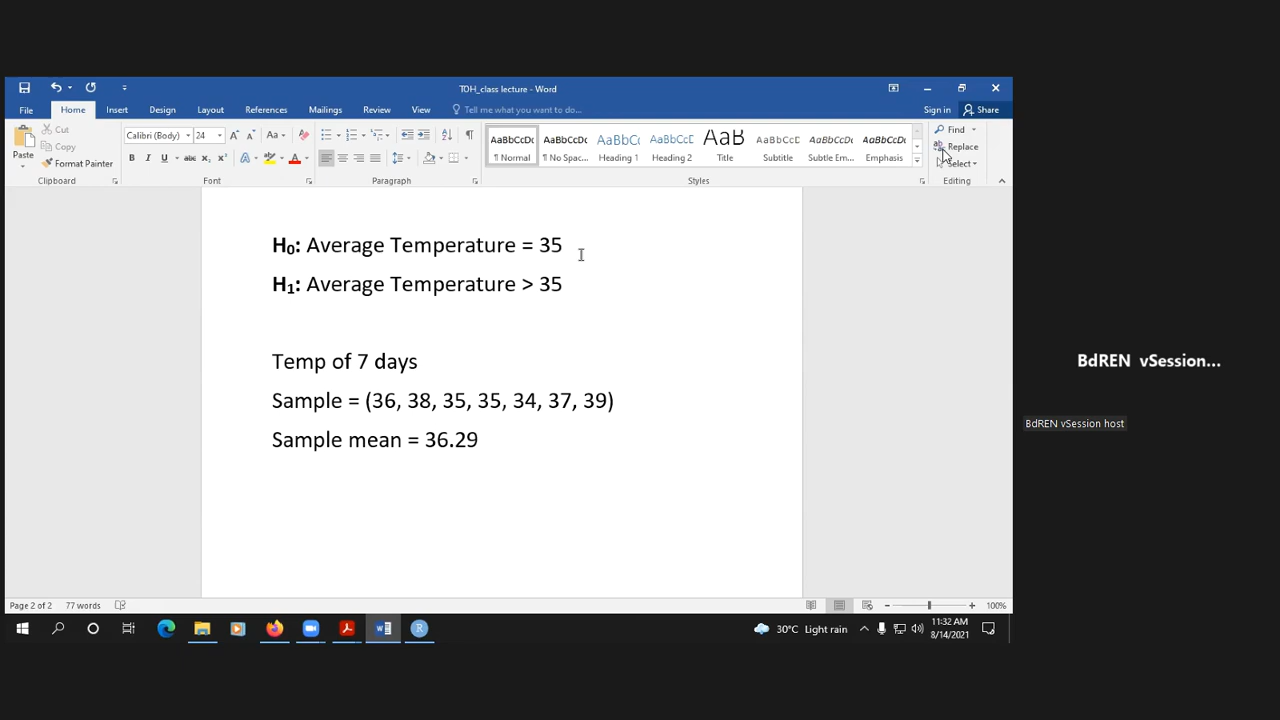 TOH_class lecture - Word
File Home Insert Design Layout References Mailings Review View Tell me what you want to do... Sign in Share
Paste Cut Copy Format Painter Clipboard
Calibri (Body) 24 Font
Paragraph
AaBbCcDc AaBbCcDc AaBbCc AaBbCcE AaB AaBbCcD AaBbCcDc AaBbCcDc
¶ Normal ¶ No Spac... Heading 1 Heading 2 Title Subtitle Subtle Em... Emphasis
Styles
Find Replace Select Editing
H₀: Average Temperature = 35
H₁: Average Temperature > 35
Temp of 7 days
Sample = (36, 38, 35, 35, 34, 37, 39)
Sample mean = 36.29
BdREN vSession...
BdREN vSession host
Page 2 of 2 77 words 100%
30°C Light rain 11:32 AM
8/14/2021